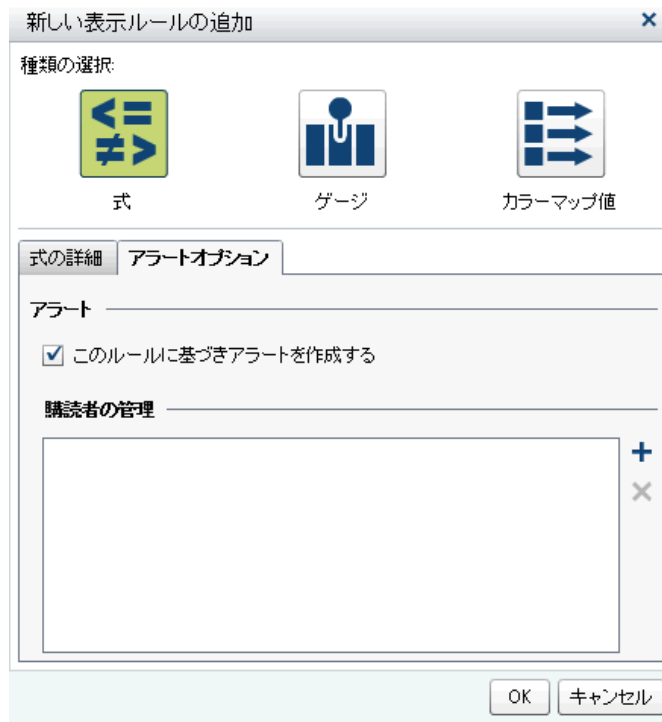 新しい表示ルールの追加
種類の選択:
式
ゲージ
カラーマップ値
式の詳細
アラートオプション
アラート
このルールに基づきアラートを作成する
購読者の管理
OK
キャンセル